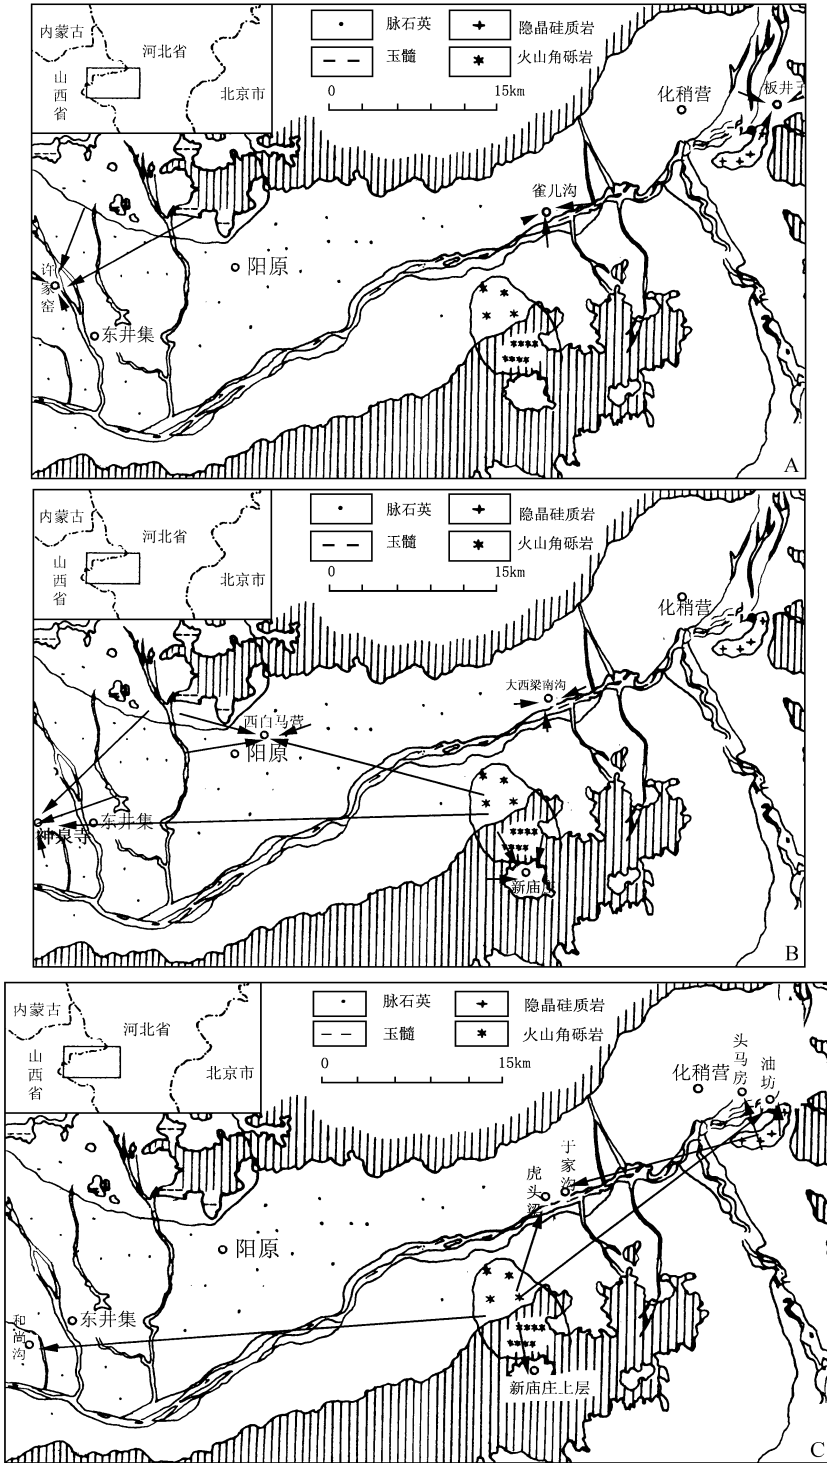 内蒙古
河北省
山西省
北京市
脉石英
隐晶硅质岩
玉髓
火山角砾岩
0
15km
化稍营
板井子
雀儿沟
许家窑
阳原
东井集
A
内蒙古
河北省
山西省
北京市
脉石英
隐晶硅质岩
玉髓
火山角砾岩
0
15km
化稍营
大西梁南沟
西白马营
阳原
神泉寺
东井集
新庙庄
B
内蒙古
河北省
山西省
北京市
脉石英
隐晶硅质岩
玉髓
火山角砾岩
0
15km
化稍营
头马房
油坊
于家沟
虎头梁
阳原
东井集
和尚沟
新庙庄上层
C